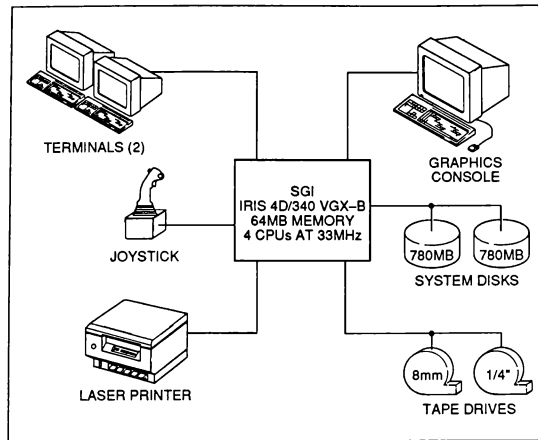 TERMINALS (2)
GRAPHICS
CONSOLE
SGI
IRIS 4D/340 VGX-B
64MB MEMORY
4 CPUs AT 33MHz
JOYSTICK
780MB
780MB
SYSTEM DISKS
LASER PRINTER
8mm
1/4"
TAPE DRIVES